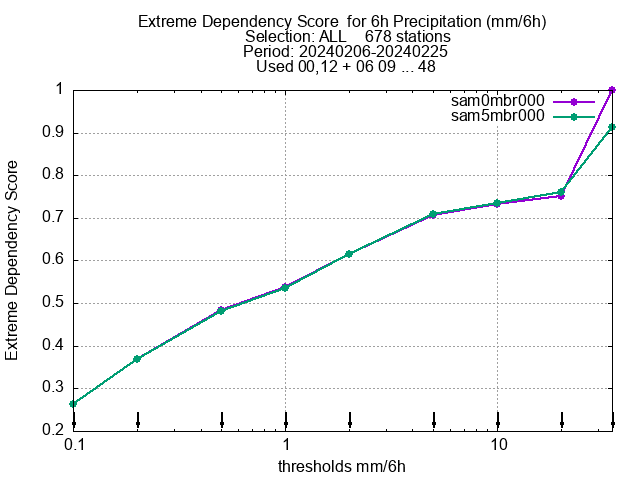 Extreme Dependency Score  for 6h Precipitation (mm/6h)
Selection: ALL    678 stations
Period: 20240206-20240225
Used 00,12 + 06 09 ... 48
sam0mbr000
sam5mbr000
Extreme Dependency Score
1
0.9
0.8
0.7
0.6
0.5
0.4
0.3
0.2
0.1 1 10
thresholds mm/6h